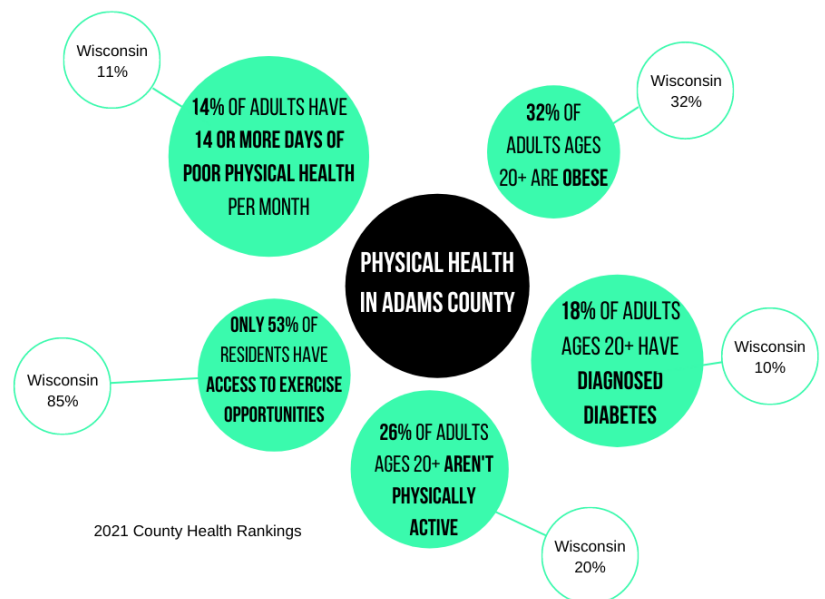 Wisconsin
11%
14% OF ADULTS HAVE
14 OR MORE DAYS OF
POOR PHYSICAL HEALTH
PER MONTH
32% OF
ADULTS AGES
20+ ARE OBESE
Wisconsin
32%
PHYSICAL HEALTH
IN ADAMS COUNTY
ONLY 53% OF
RESIDENTS HAVE
ACCESS TO EXERCISE
OPPORTUNITIES
Wisconsin
85%
18% OF ADULTS
AGES 20+ HAVE
DIAGNOSED
DIABETES
Wisconsin
10%
26% OF ADULTS
AGES 20+ AREN'T
PHYSICALLY
ACTIVE
Wisconsin
20%
2021 County Health Rankings